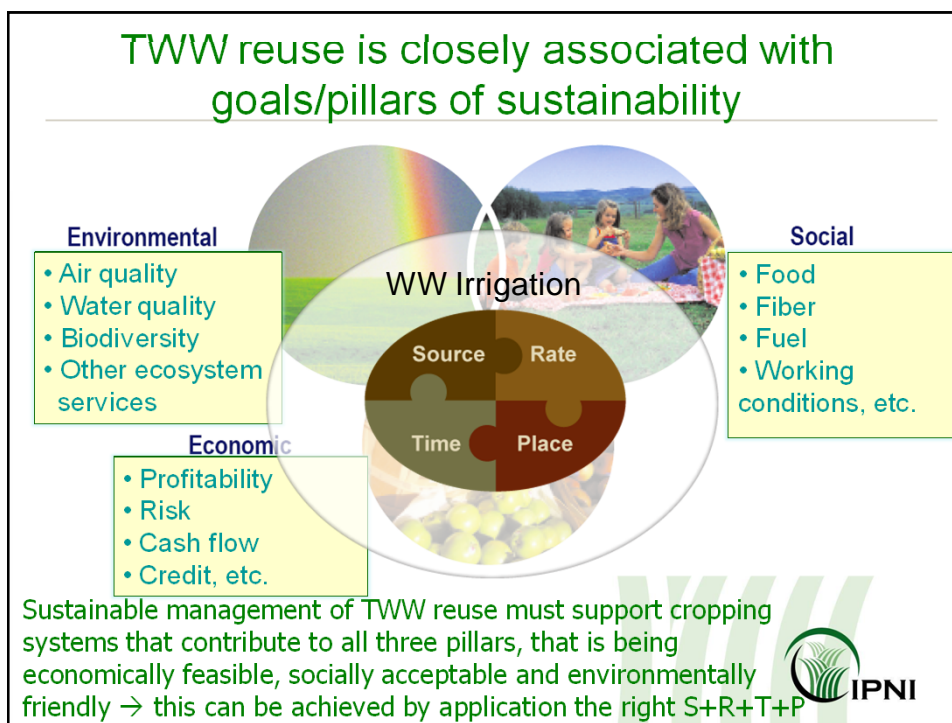 TWW reuse is closely associated with
goals/pillars of sustainability
Environmental
• Air quality
• Water quality
• Biodiversity
• Other ecosystem
services
Social
• Food
• Fiber
• Fuel
• Working
conditions, etc.
WW Irrigation
Source
Rate
Time
Place
Economic
• Profitability
• Risk
• Cash flow
• Credit, etc.
Sustainable management of TWW reuse must support cropping
systems that contribute to all three pillars, that is being
economically feasible, socially acceptable and environmentally
friendly → this can be achieved by application the right S+R+T+P
IPNI